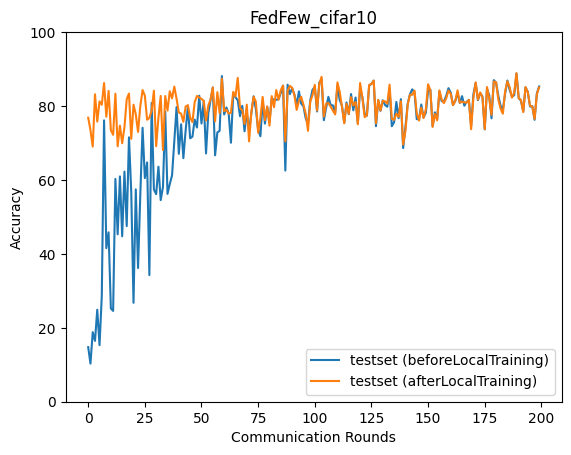 FedFew_cifar10
Accuracy
100
80
60
40
20
0
0 25 50 75 100 125 150 175 200
Communication Rounds
testset (beforeLocalTraining)
testset (afterLocalTraining)